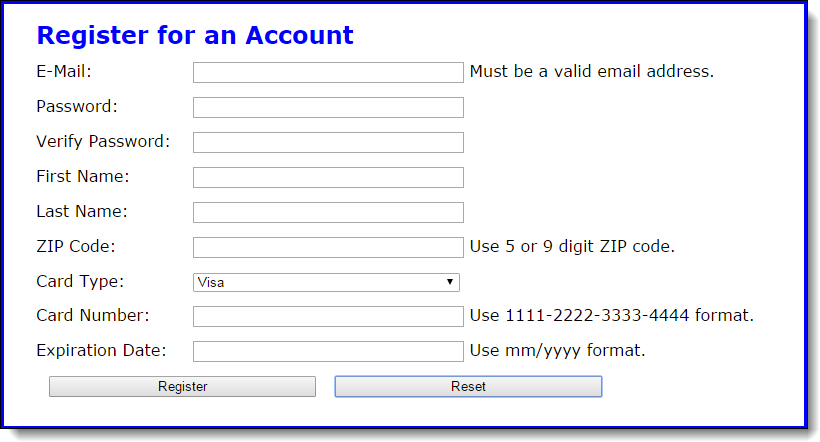 Register for an Account
E-Mail: Must be a valid email address.
Password:
Verify Password:
First Name:
Last Name:
ZIP Code: Use 5 or 9 digit ZIP code.
Card Type: Visa
Card Number: Use 1111-2222-3333-4444 format.
Expiration Date: Use mm/yyyy format.
Register Reset